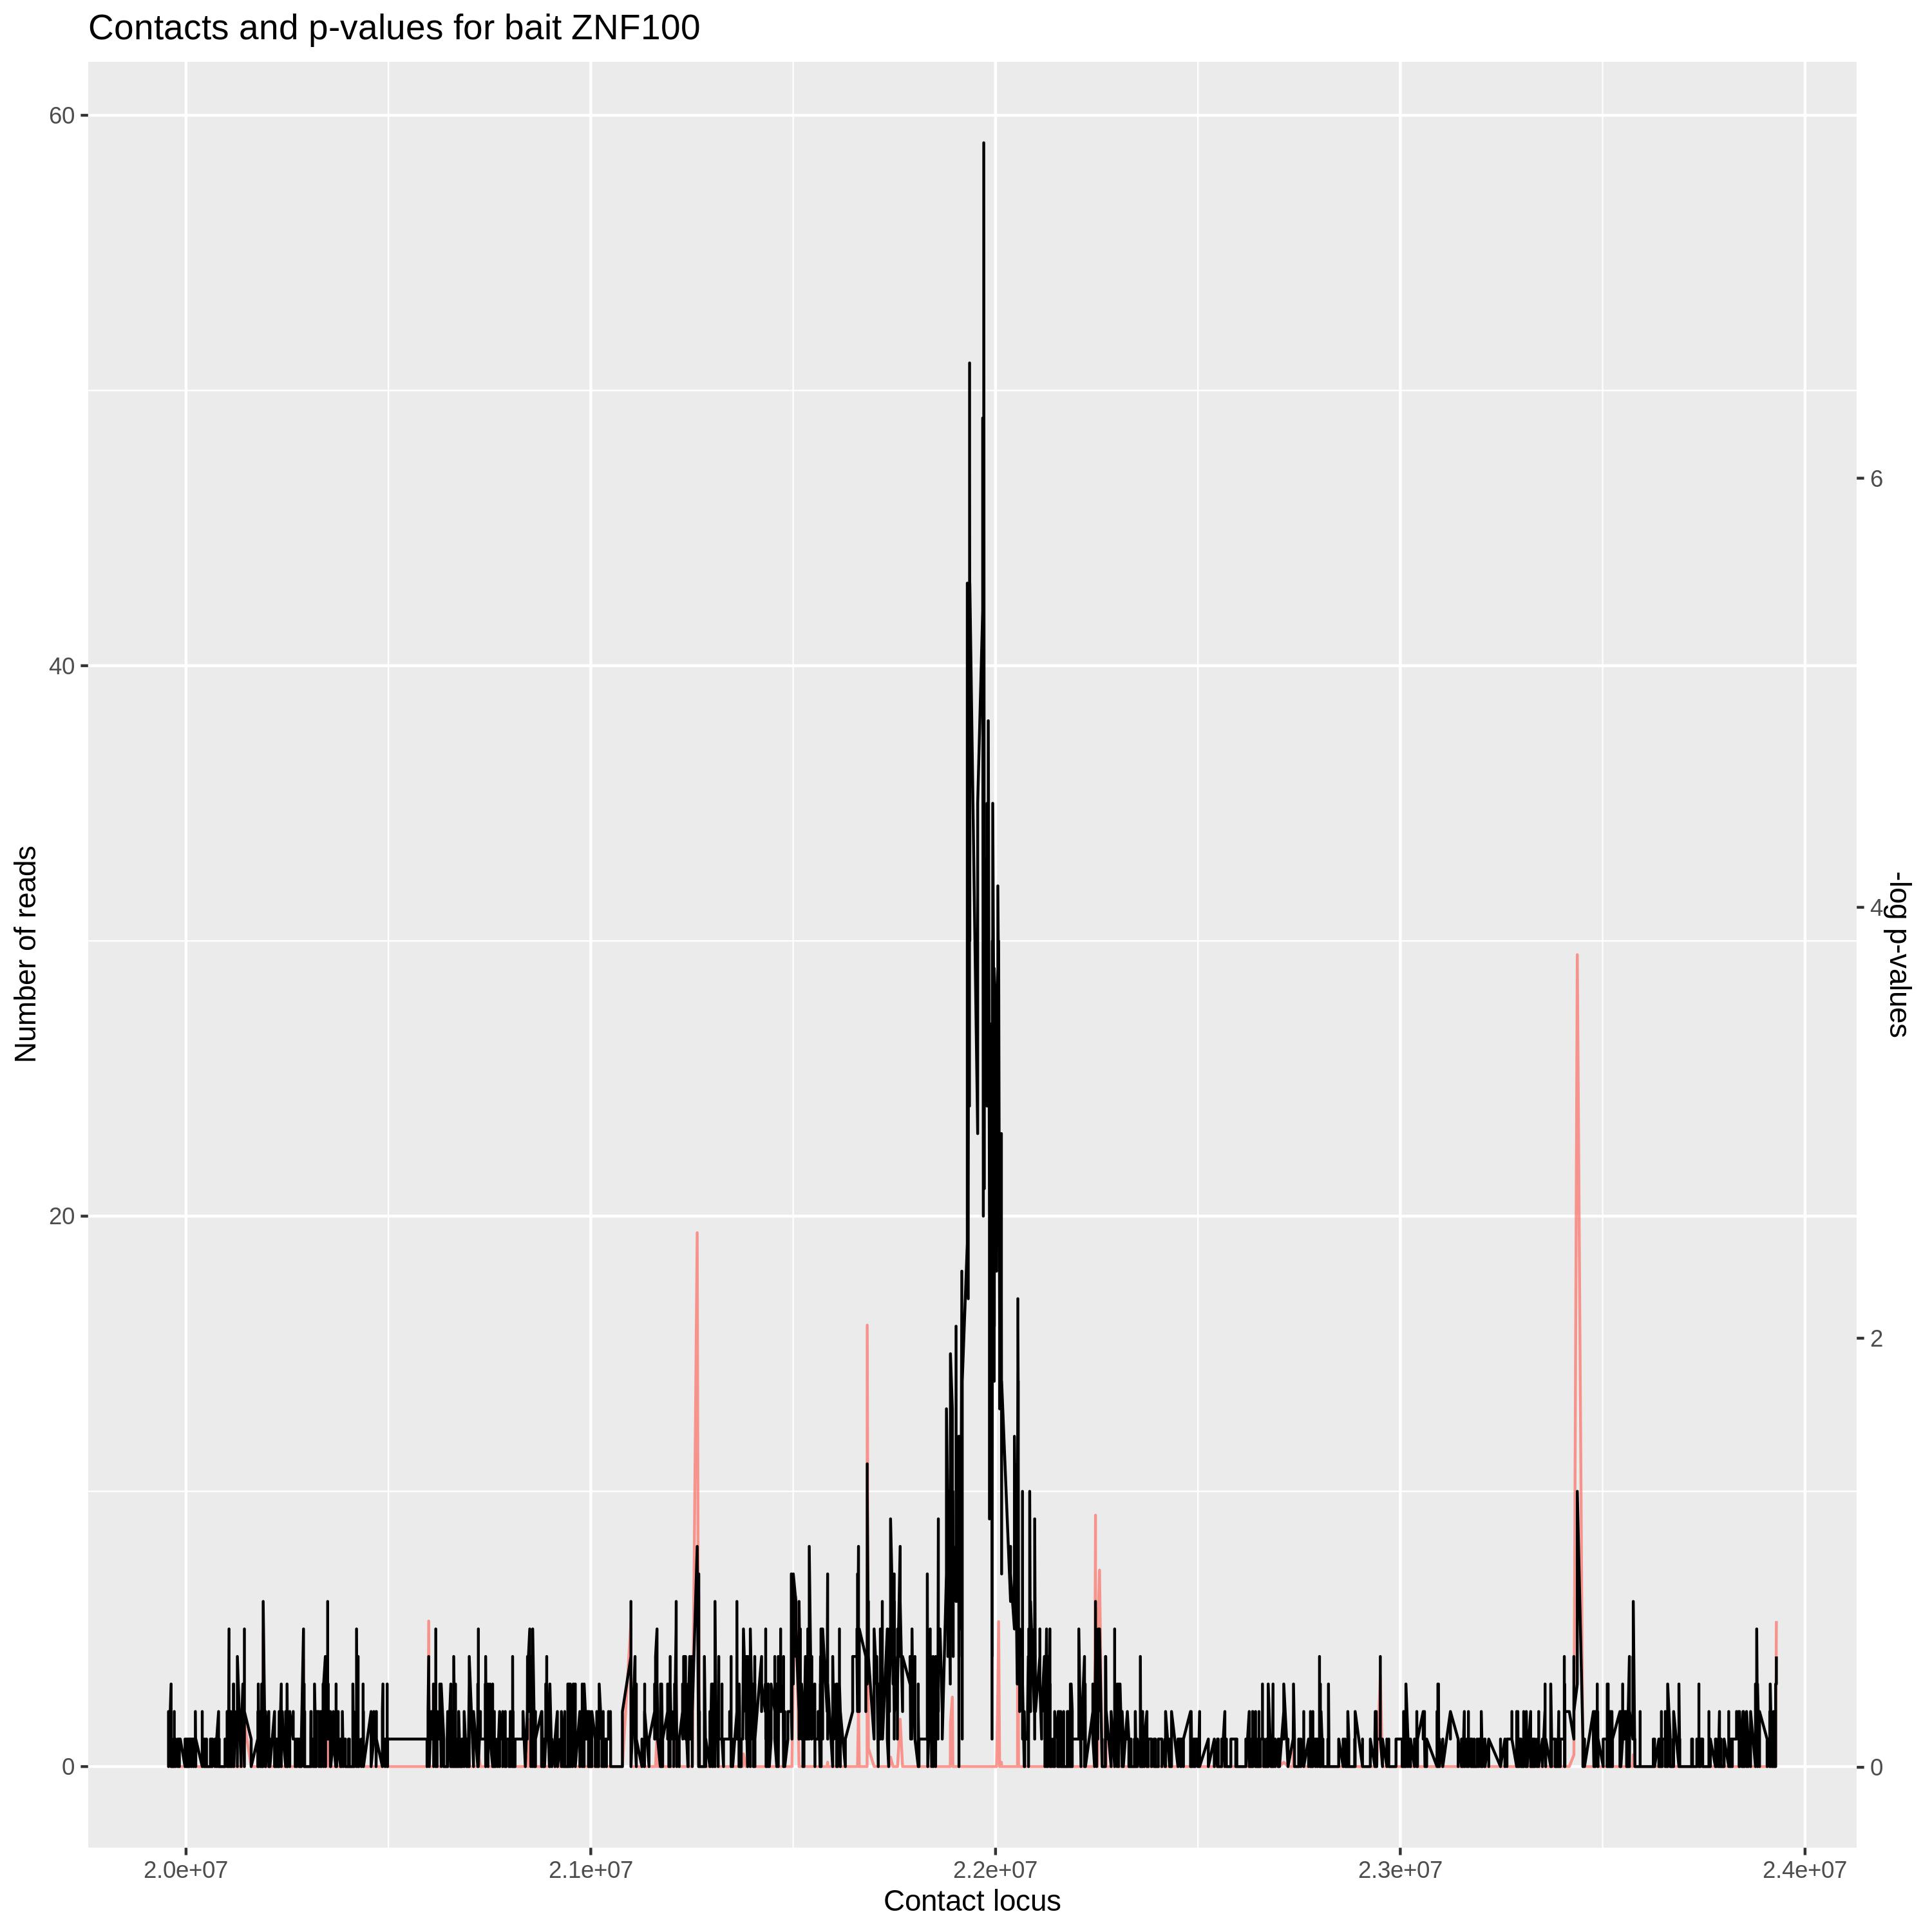 Contacts and p-values for bait ZNF100
60
40
20
0
Number of reads
6
4
2
0
-log p-values
2.0e+07 2.1e+07 2.2e+07 2.3e+07 2.4e+07
Contact locus